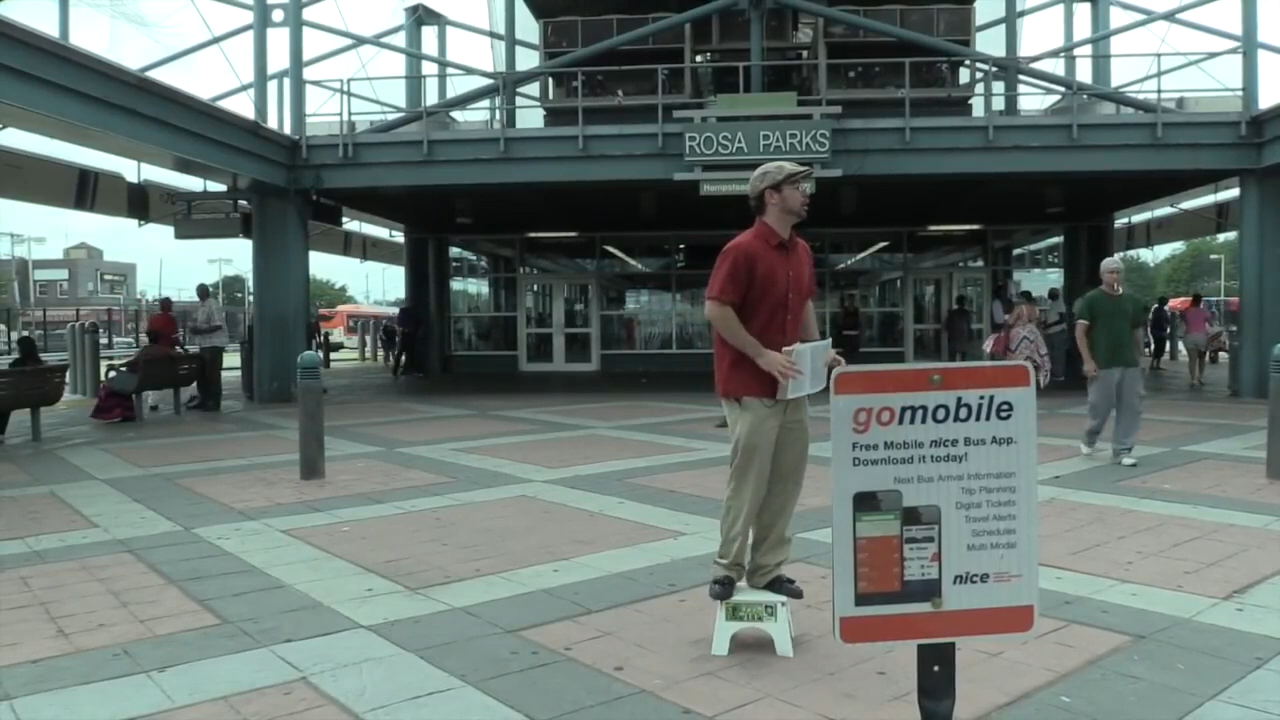 ROSA PARKS
Hempstead
gomobile
Free Mobile nice Bus App.
Download it today!
Next Bus Arrival Information
Trip Planning
Digital Tickets
Travel Alerts
Schedules
Multi Modal
nice